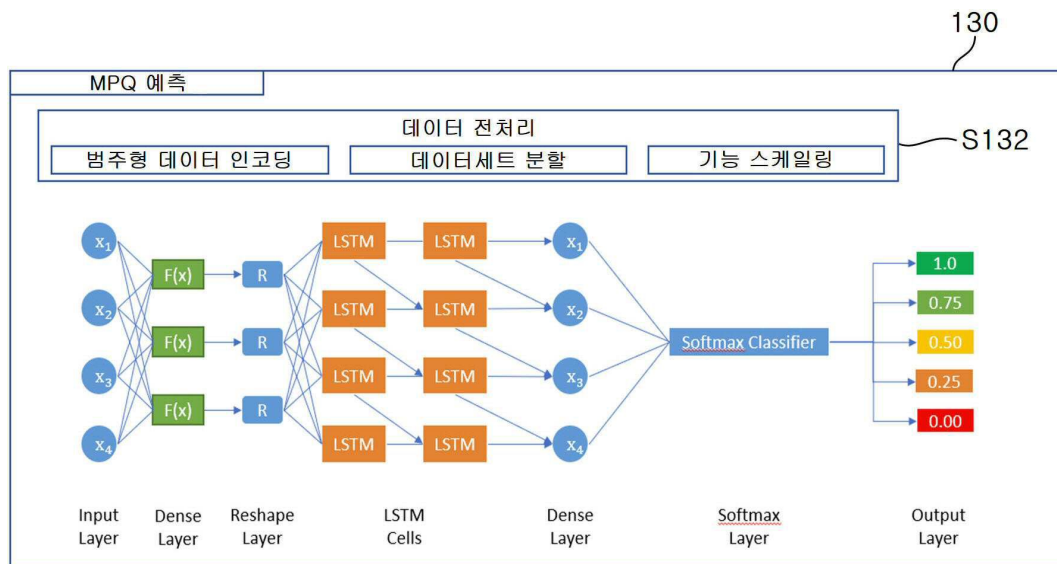 130
MPQ 예측
데이터 전처리
범주형 데이터 인코딩 데이터세트 분할 기능 스케일링
S132
x1 LSTM LSTM x1
F(x) R 1.0
x2 LSTM LSTM x2 0.75
F(x) R Softmax Classifier 0.50
x3 LSTM LSTM x3 0.25
F(x) R 0.00
x4 LSTM LSTM x4
Input Dense Reshape LSTM Dense Softmax Output
Layer Layer Layer Cells Layer Layer Layer